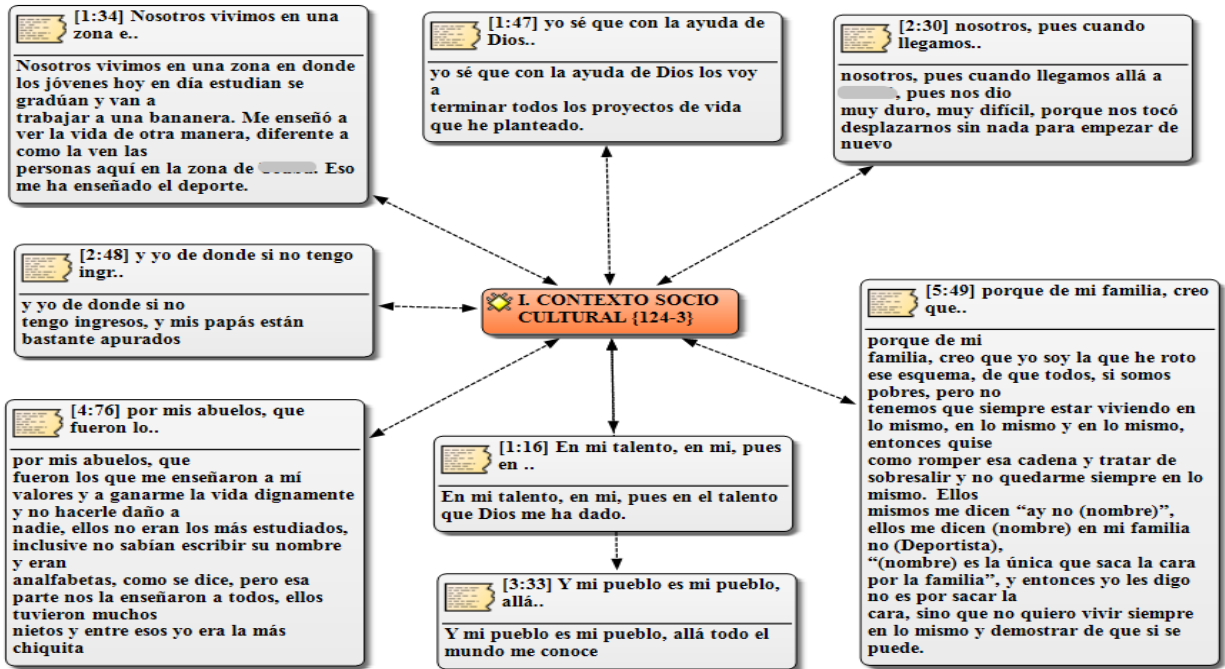 [1:34] Nosotros vivimos en una
zona e..
Nosotros vivimos en una zona en donde
los jóvenes hoy en día estudian se
gradúan y van a
trabajar a una bananera. Me enseñó a
ver la vida de otra manera, diferente a
como la ven las
personas aquí en la zona de . Eso
me ha enseñado el deporte.
[1:47] yo sé que con la ayuda de
Dios..
yo sé que con la ayuda de Dios los voy
a
terminar todos los proyectos de vida
que he planteado.
[2:30] nosotros, pues cuando
llegamos..
nosotros, pues cuando llegamos allá a
, pues nos dio
muy duro, muy difícil, porque nos tocó
desplazarnos sin nada para empezar de
nuevo
[2:48] y yo de donde si no tengo
ingr..
y yo de donde si no
tengo ingresos, y mis papás están
bastante apurados
I. CONTEXTO SOCIO
CULTURAL {124-3}
[5:49] porque de mi familia, creo
que..
porque de mi
familia, creo que yo soy la que he roto
ese esquema, de que todos, si somos
pobres, pero no
tenemos que siempre estar viviendo en
lo mismo, en lo mismo y en lo mismo,
entonces quise
como romper esa cadena y tratar de
sobresalir y no quedarme siempre en lo
mismo. Ellos
mismos me dicen “ay no (nombre)”,
ellos me dicen (nombre) en mi familia
no (Deportista),
“(nombre) es la única que saca la cara
por la familia”, y entonces yo les digo
no es por sacar la
cara, sino que no quiero vivir siempre
en lo mismo y demostrar de que si se
puede.
[4:76] por mis abuelos, que
fueron lo..
por mis abuelos, que
fueron los que me enseñaron a mí
valores y a ganarme la vida dignamente
y no hacerle daño a
nadie, ellos no eran los más estudiados,
inclusive no sabían escribir su nombre
y eran
analfabetas, como se dice, pero esa
parte nos la enseñaron a todos, ellos
tuvieron muchos
nietos y entre esos yo era la más
chiquita
[1:16] En mi talento, en mi, pues
en ..
En mi talento, en mi, pues en el talento
que Dios me ha dado.
[3:33] Y mi pueblo es mi pueblo,
allá..
Y mi pueblo es mi pueblo, allá todo el
mundo me conoce